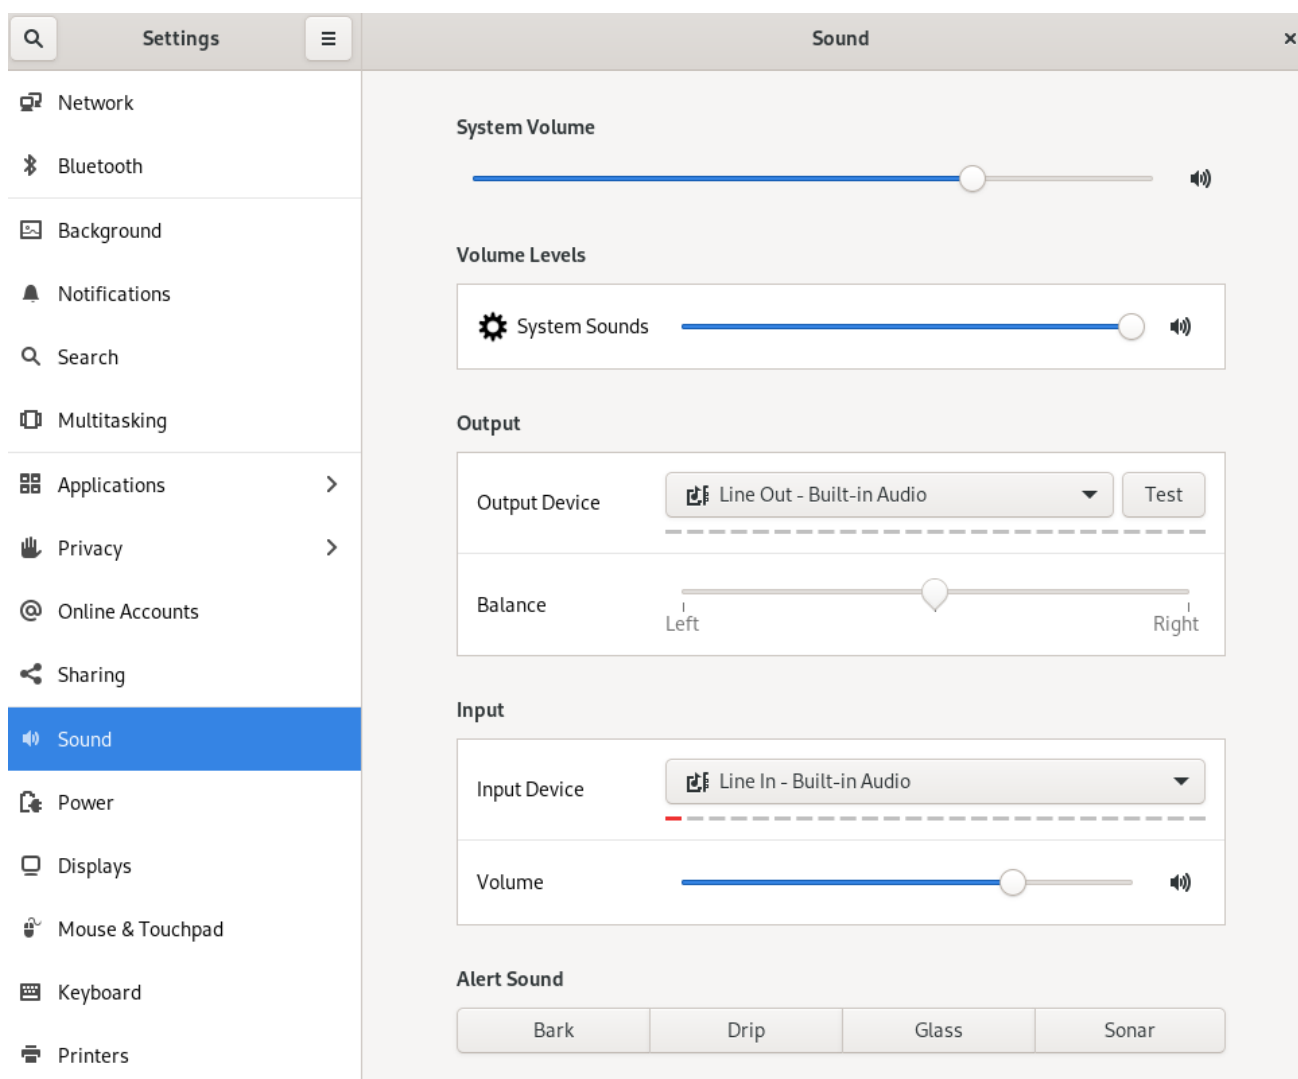 Settings
Sound
Network
Bluetooth
Background
Notifications
Search
Multitasking
Applications
Privacy
Online Accounts
Sharing
Sound
Power
Displays
Mouse & Touchpad
Keyboard
Printers
System Volume
Volume Levels
System Sounds
Output
Output Device
Line Out - Built-in Audio
Test
Balance
Left
Right
Input
Input Device
Line In - Built-in Audio
Volume
Alert Sound
Bark
Drip
Glass
Sonar